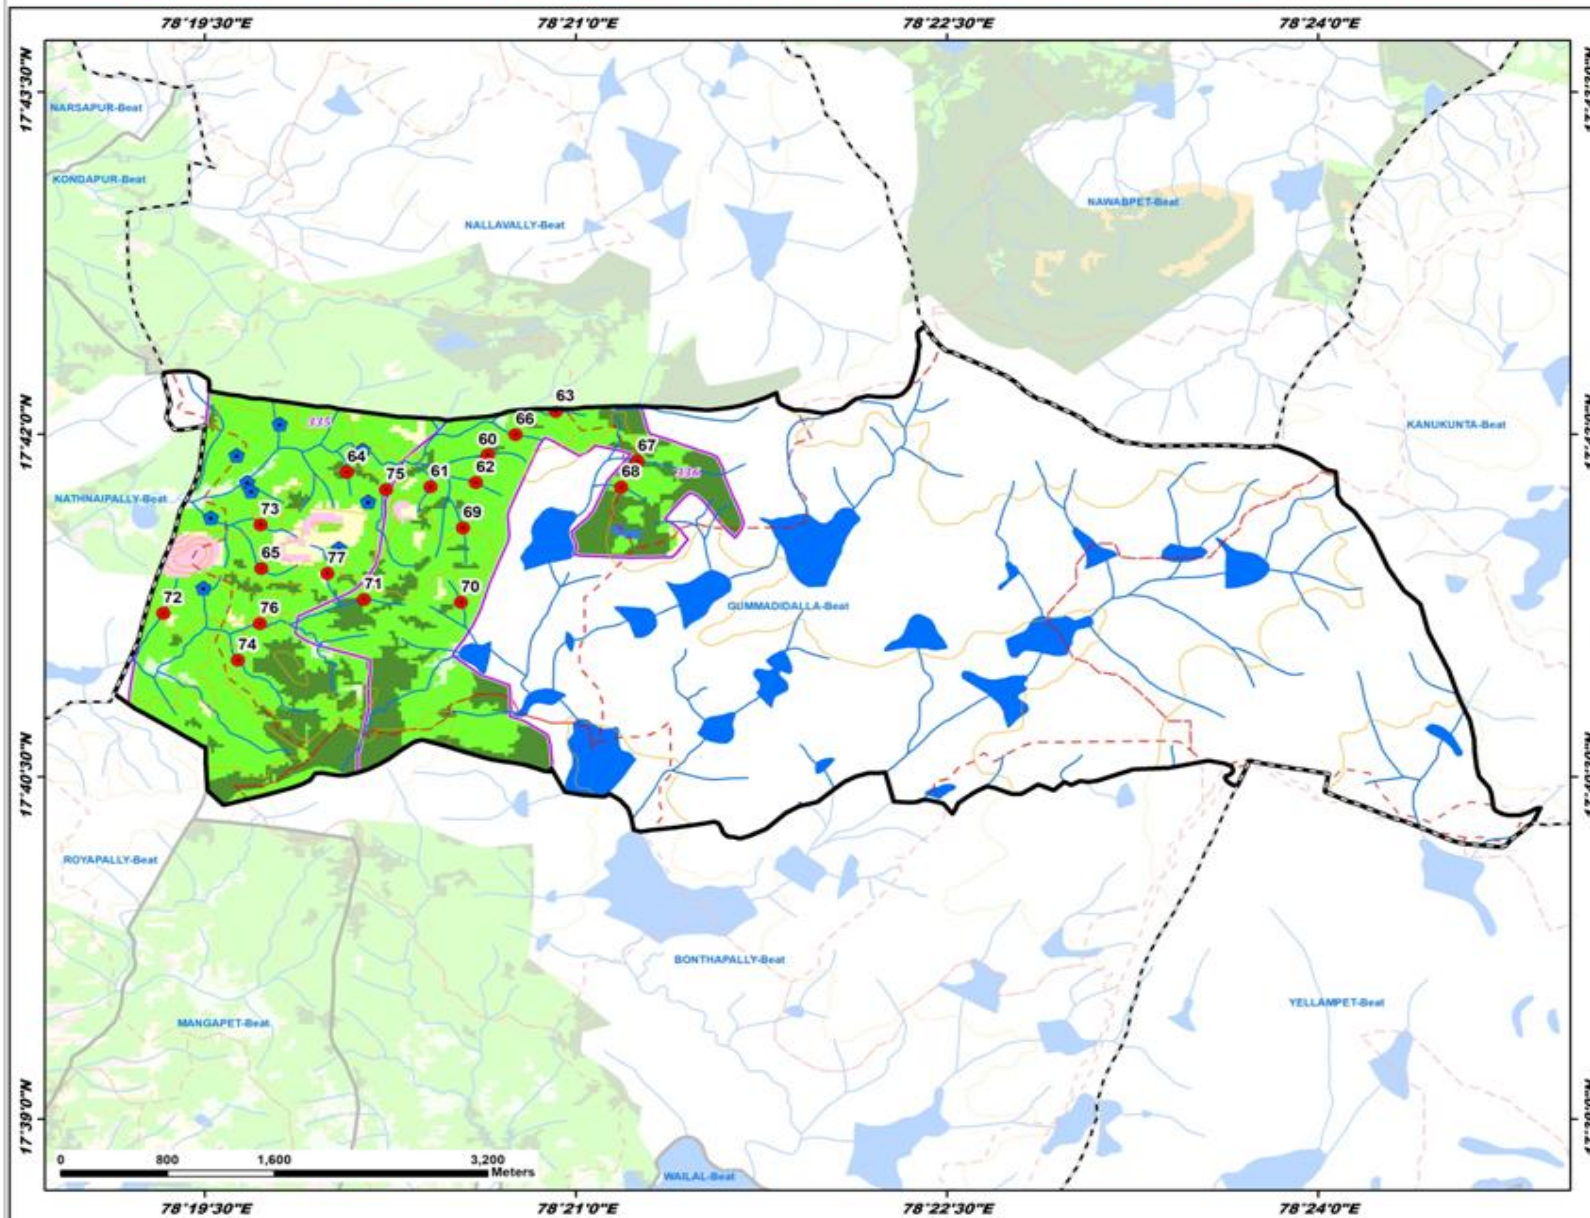 78°19'30"E 78°21'0"E 78°22'30"E 78°24'0"E
17°43'30"N
NARSAPUR-Beat
KONDAPUR-Beat
NAWABPET-Beat
NALLAVALLY-Beat
63
17°42'0"N
335
66
KANUKUNTA-Beat
60
67
64
62
336
75
61
68
NATHNAIPALLY-Beat
73
69
65
77
71
70
GUMMADIDALLA-Beat
72
76
74
17°40'30"N
ROYAPALLY-Beat
BONTHAPALLY-Beat
YELLAMPET-Beat
MANGAPET-Beat
17°39'0"N
0 800 1,600 3,200
Meters
WAILAL-Beat
78°19'30"E 78°21'0"E 78°22'30"E 78°24'0"E